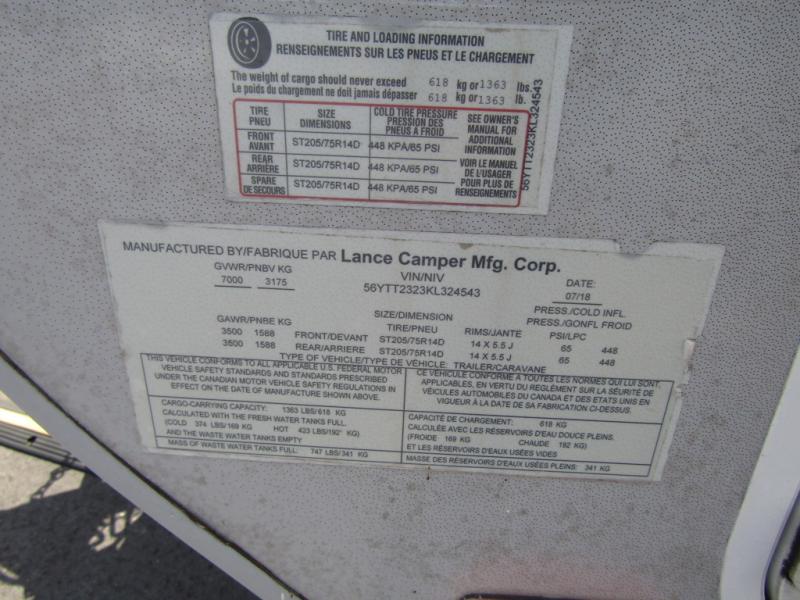 TIRE AND LOADING INFORMATION
RENSEIGNEMENTS SUR LES PNEUS ET LE CHARGEMENT
The weight of cargo should never exceed 618 kg or 1363 lbs.
Le poids du chargement ne doit jamais dépasser 618 kg or 1363 lb.
TIRE PNEU SIZE DIMENSIONS COLD TIRE PRESSURE PRESSION DES PNEUS À FROID
FRONT AVANT ST205/75R14D 448 KPA/65 PSI
REAR ARRIÈRE ST205/75R14D 448 KPA/65 PSI
SPARE DE SECOURS ST205/75R14D 448 KPA/65 PSI
SEE OWNER'S
MANUAL FOR
ADDITIONAL
INFORMATION
VOIR LE MANUEL
DE L'USAGER
POUR PLUS DE
RENSEIGNEMENTS
56YTT2323KL324543
MANUFACTURED BY/FABRIQUE PAR Lance Camper Mfg. Corp.
GVWR/PNBV KG VIN/NIV DATE:
7000 3175 56YTT2323KL324543 07/18
SIZE/DIMENSION PRESS./COLD INFL.
GAWR/PNBE KG TIRE/PNEU RIMS/JANTE PRESS./GONFL FROID
PSI/LPC
3500 1588 FRONT/DEVANT ST205/75R14D 14 X 5.5 J 65 448
3500 1588 REAR/ARRIERE ST205/75R14D 14 X 5.5 J 65 448
TYPE OF VEHICLE/TYPE DE VÉHICULE: TRAILER/CARAVANE
THIS VEHICLE CONFORMS TO ALL APPLICABLE U.S. FEDERAL MOTOR
VEHICLE SAFETY STANDARDS AND STANDARDS PRESCRIBED
UNDER THE CANADIAN MOTOR VEHICLE SAFETY REGULATIONS IN
EFFECT ON THE DATE OF MANUFACTURE SHOWN ABOVE.
CE VÉHICULE CONFORME À TOUTES LES NORMES QUI LUI SONT
APPLICABLES, EN VERTU DU REGLEMENT SUR LA SÉCURITÉ DE
VÉHICULES AUTOMOBILES DU CANADA ET DES ETATS UNIS EN
VIGUEUR À LA DATE DE SA FABRICATION CI-DESSUS.
CARGO-CARRYING CAPACITY: 1363 LBS/618 KG
CALCULATED WITH THE FRESH WATER TANKS FULL.
(COLD 374 LBS/169 KG HOT 423 LBS/192" KG)
AND THE WASTE WATER TANKS EMPTY
MASS OF WASTE WATER TANKS FULL: 747 LBS/341 KG
CAPACITÉ DE CHARGEMENT: 618 KG
CALCULÉE AVEC LES RÉSERVOIRS D'EAU DOUCE PLEINS.
(FROIDE 169 KG CHAUDE 192 KG)
ET LES RÉSERVOIRS D'EAUX USÉES VIDES
MASSE DES RÉSERVOIRS D'EAUX USÉES PLEINS: 341 KG